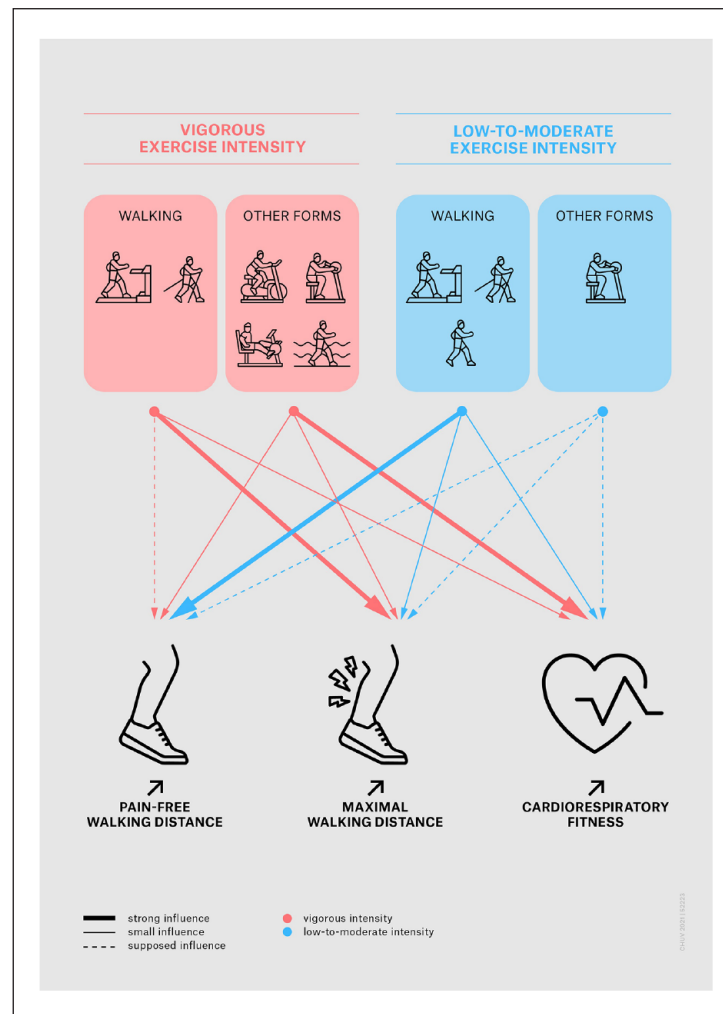 VIGOROUS
EXERCISE INTENSITY
LOW-TO-MODERATE
EXERCISE INTENSITY
WALKING
OTHER FORMS
WALKING
OTHER FORMS
PAIN-FREE
WALKING DISTANCE
MAXIMAL
WALKING DISTANCE
CARDIORESPIRATORY
FITNESS
strong influence
small influence
supposed influence
vigorous intensity
low-to-moderate intensity